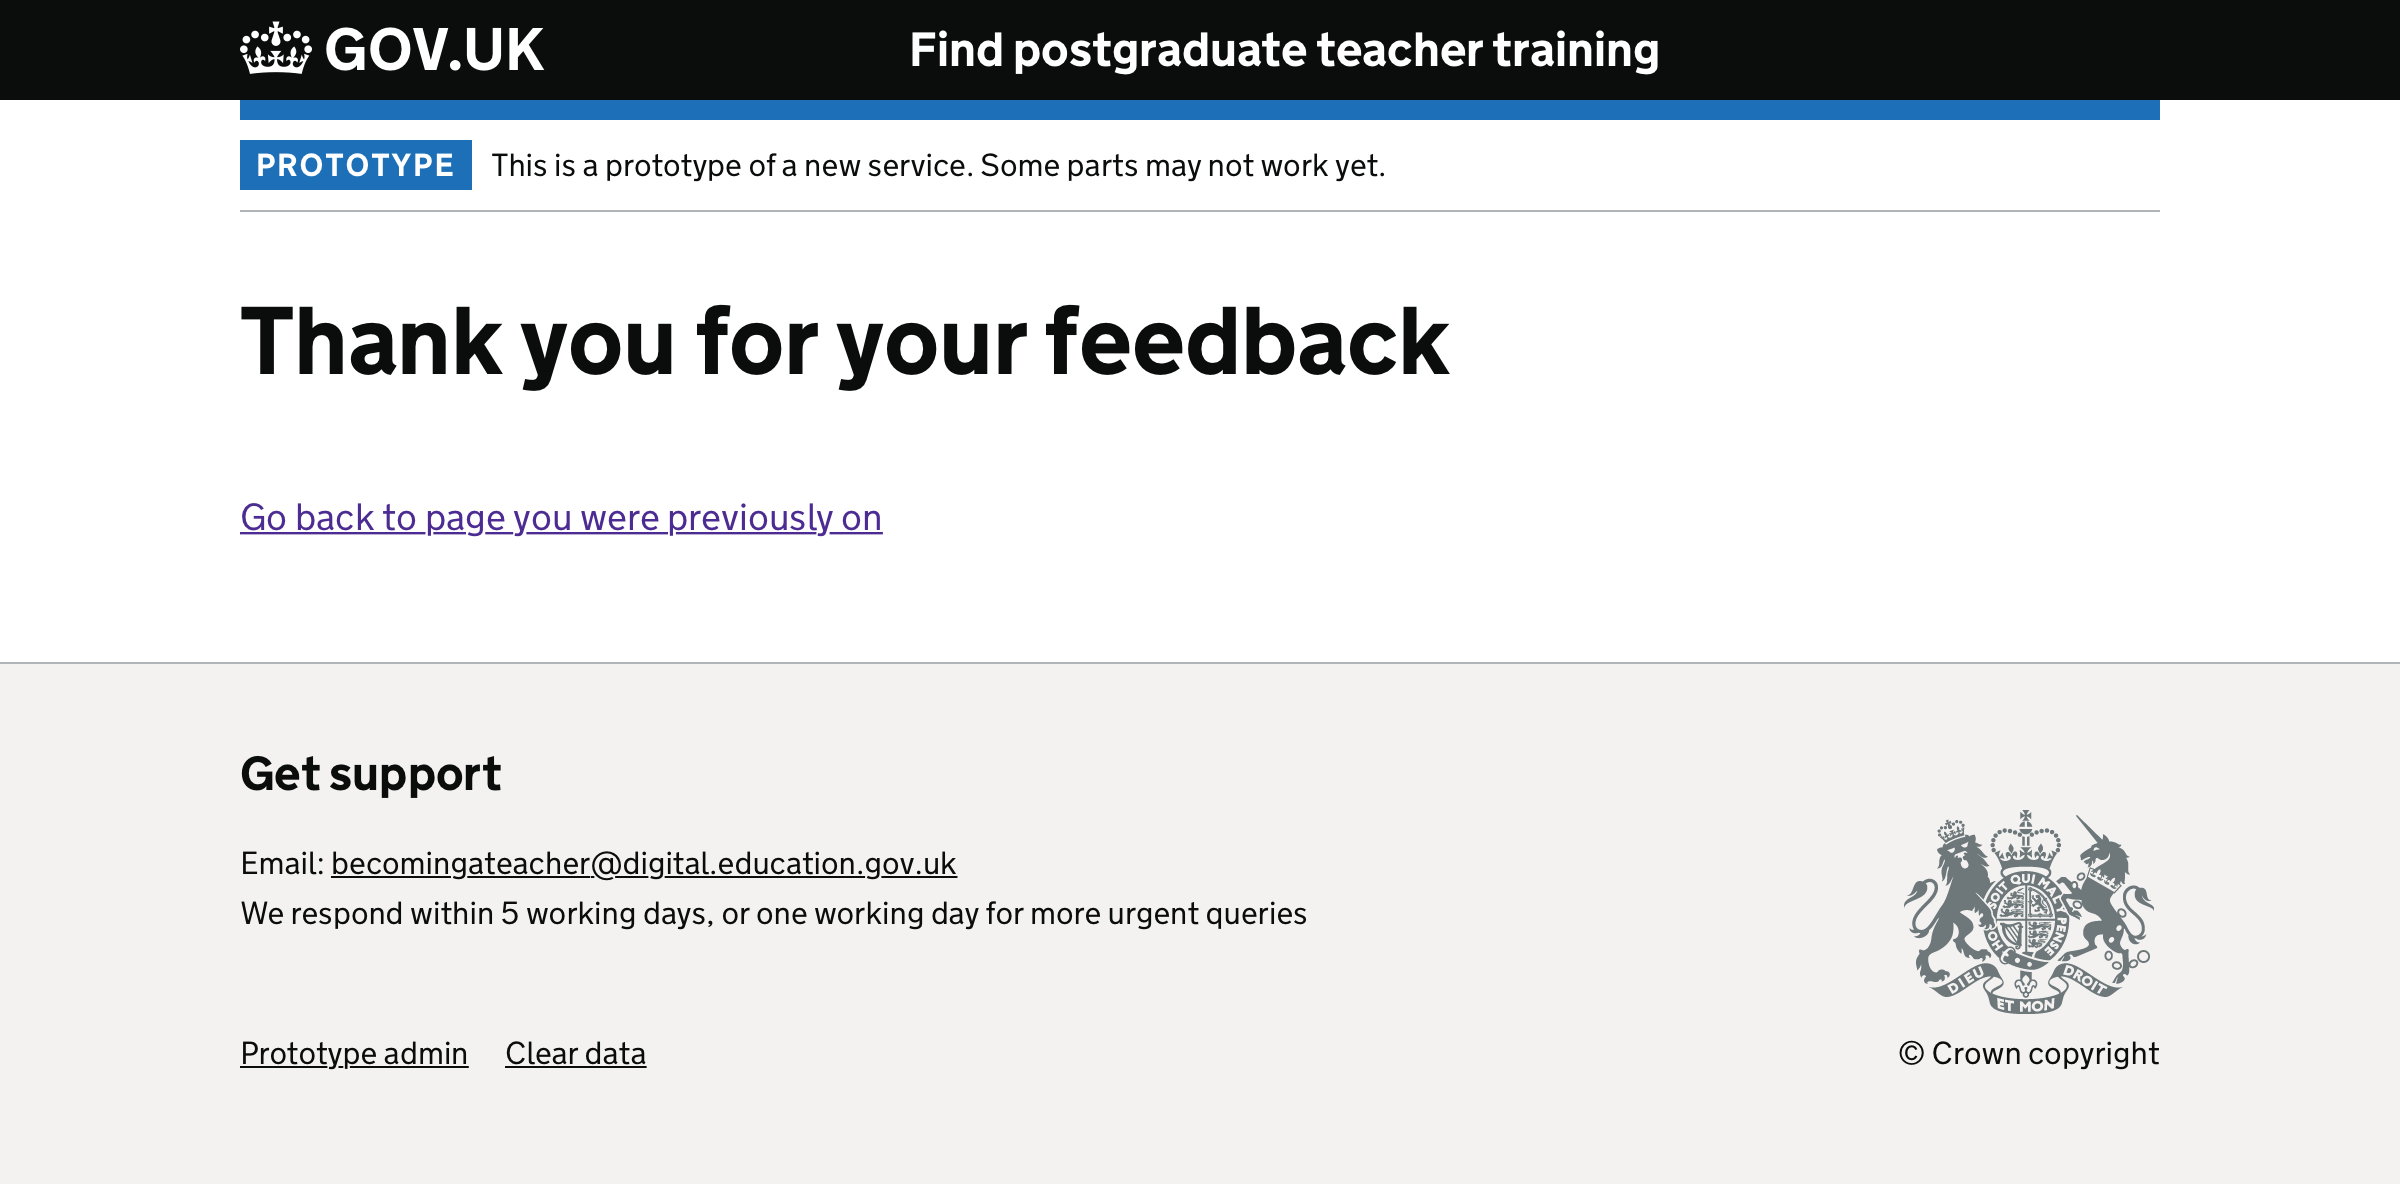 GOV.UK
Find postgraduate teacher training
PROTOTYPE This is a prototype of a new service. Some parts may not work yet.
Thank you for your feedback
Go back to page you were previously on
Get support
Email: becomingateacher@digital.education.gov.uk
We respond within 5 working days, or one working day for more urgent queries
SOIT QUI MAL Y PENSE
HON
DIEU ET MON DROIT
Prototype admin Clear data
© Crown copyright